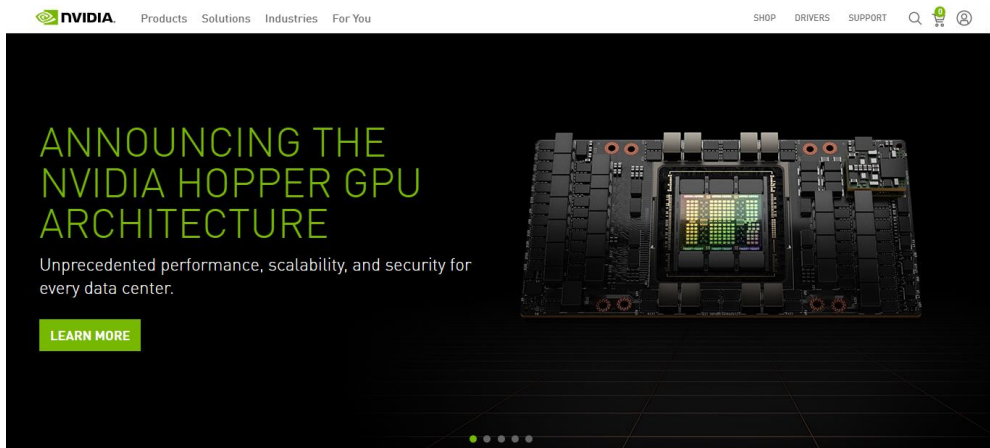 NVIDIA.
Products Solutions Industries For You
SHOP DRIVERS SUPPORT
0
ANNOUNCING THE
NVIDIA HOPPER GPU
ARCHITECTURE
Unprecedented performance, scalability, and security for
every data center.
LEARN MORE